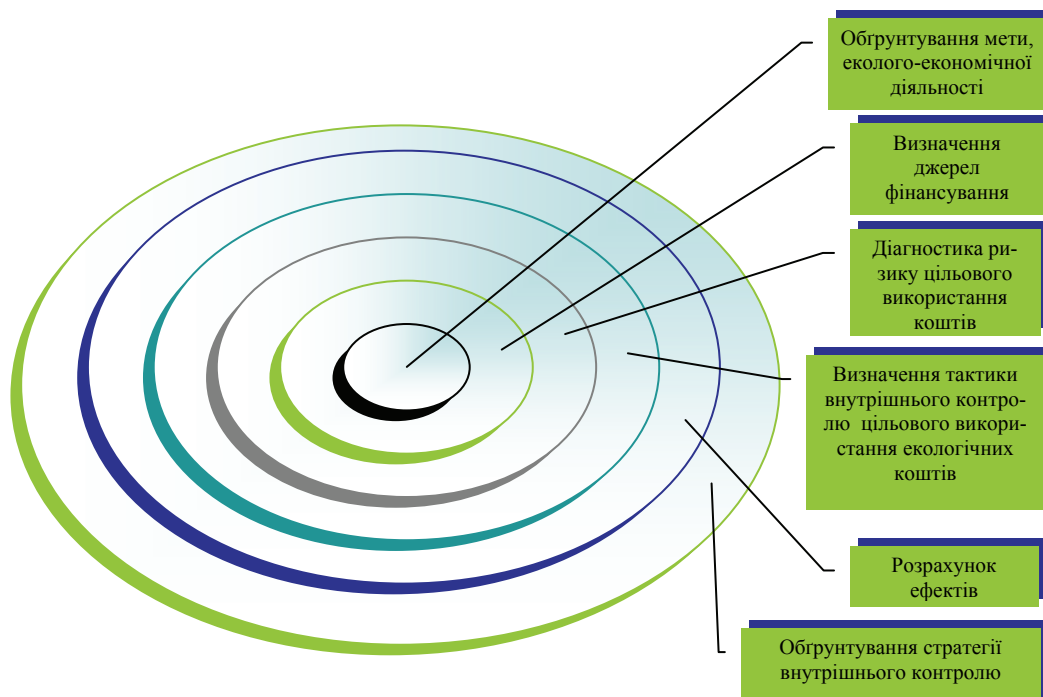 Обґрунтування мети,
еколого-економічної
діяльності
Визначення
джерел
фінансування
Діагностика ри-
зику цільового
використання
коштів
Визначення тактики
внутрішнього контро-
лю цільового викори-
стання екологічних
коштів
Розрахунок
ефектів
Обґрунтування стратегії
внутрішнього контролю